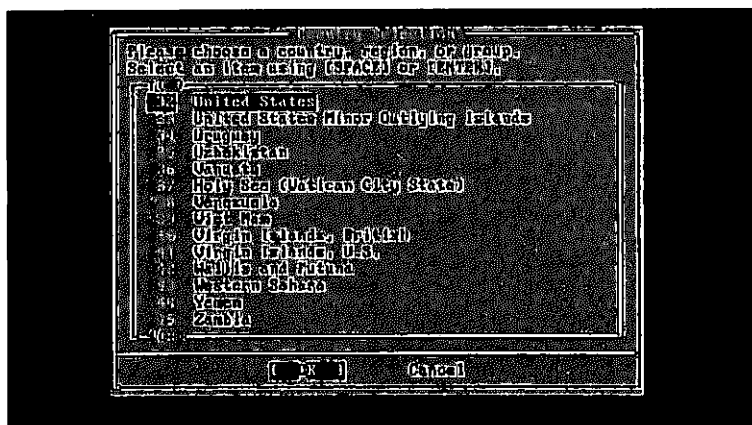 Please choose a country, region, or group.
Select an item using [SPACE] or [ENTER].
United States
United States Minor Outlying Islands
Uruguay
Uzbekistan
Vanuatu
Holy See (Vatican City State)
Venezuela
Viet Nam
Virgin Islands, British
Virgin Islands, U.S.
Wallis and Futuna
Western Sahara
Yemen
Zambia
Cancel